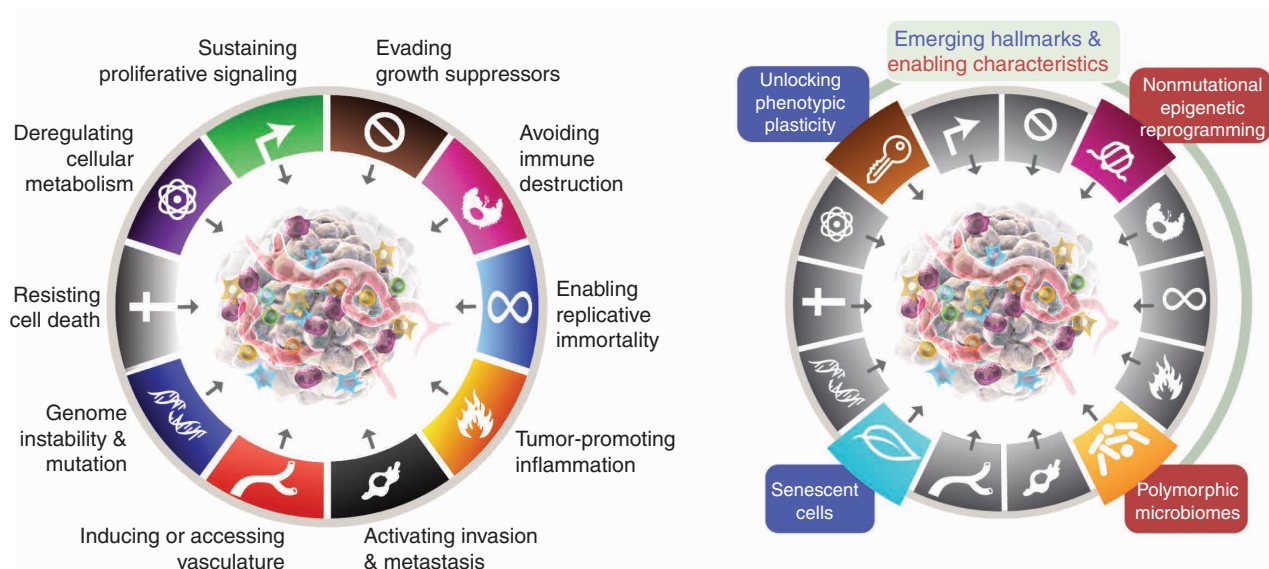 Sustaining
proliferative signaling
Evading
growth suppressors
Deregulating
cellular
metabolism
Avoiding
immune
destruction
Resisting
cell death
Enabling
replicative
immortality
Genome
instability &
mutation
Tumor-promoting
inflammation
Inducing or accessing
vasculature
Activating invasion
& metastasis
Emerging hallmarks &
enabling characteristics
Unlocking
phenotypic
plasticity
Nonmutational
epigenetic
reprogramming
Senescent
cells
Polymorphic
microbiomes